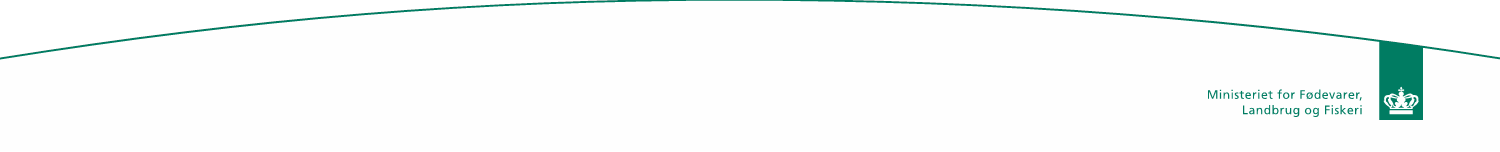 Ministeriet for Fødevarer,
Landbrug og Fiskeri